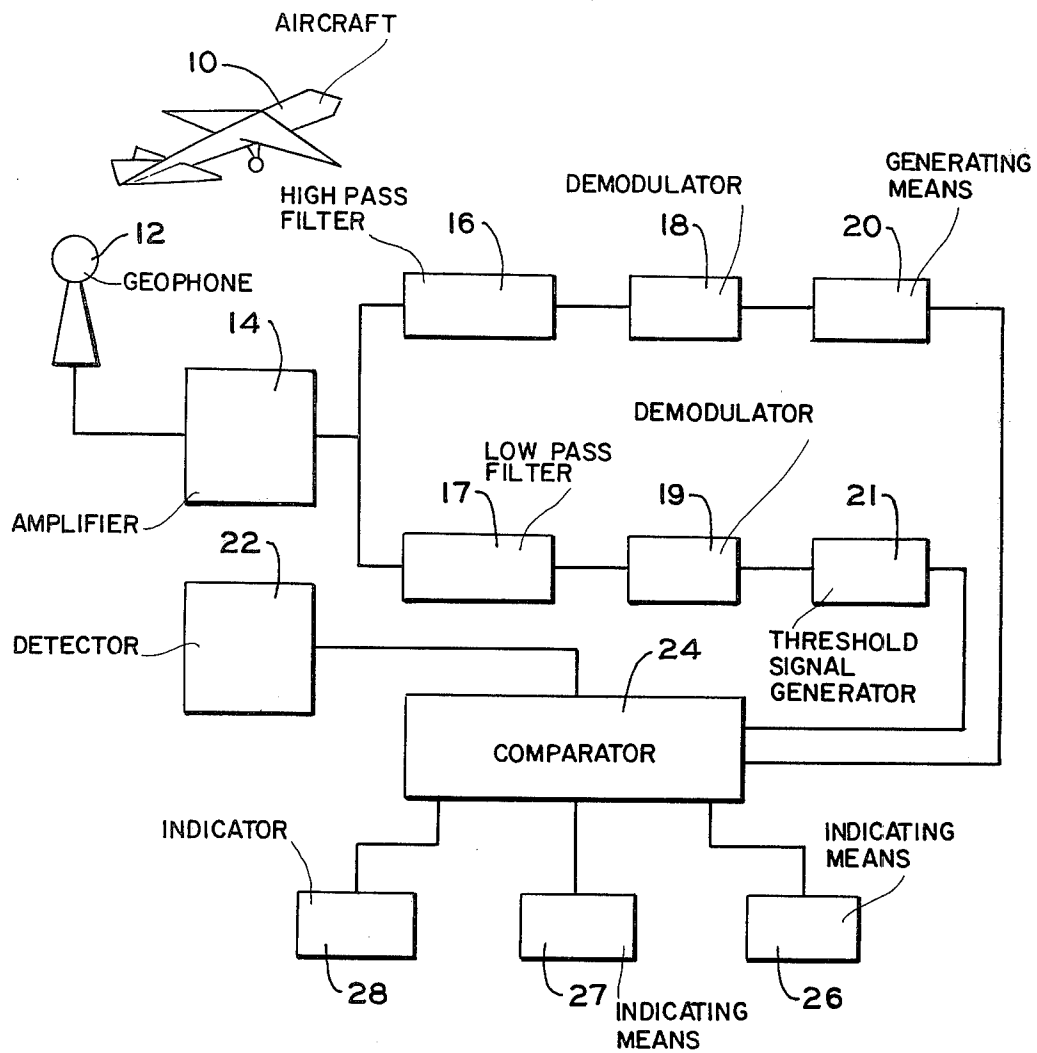 AIRCRAFT
10
HIGH PASS
FILTER
16
DEMODULATOR
18
GENERATING
MEANS
20
12
GEOPHONE
14
AMPLIFIER
LOW PASS
FILTER
17
DEMODULATOR
19
21
THRESHOLD
SIGNAL
GENERATOR
22
DETECTOR
24
COMPARATOR
INDICATOR
28
27
INDICATING
MEANS
INDICATING
MEANS
26